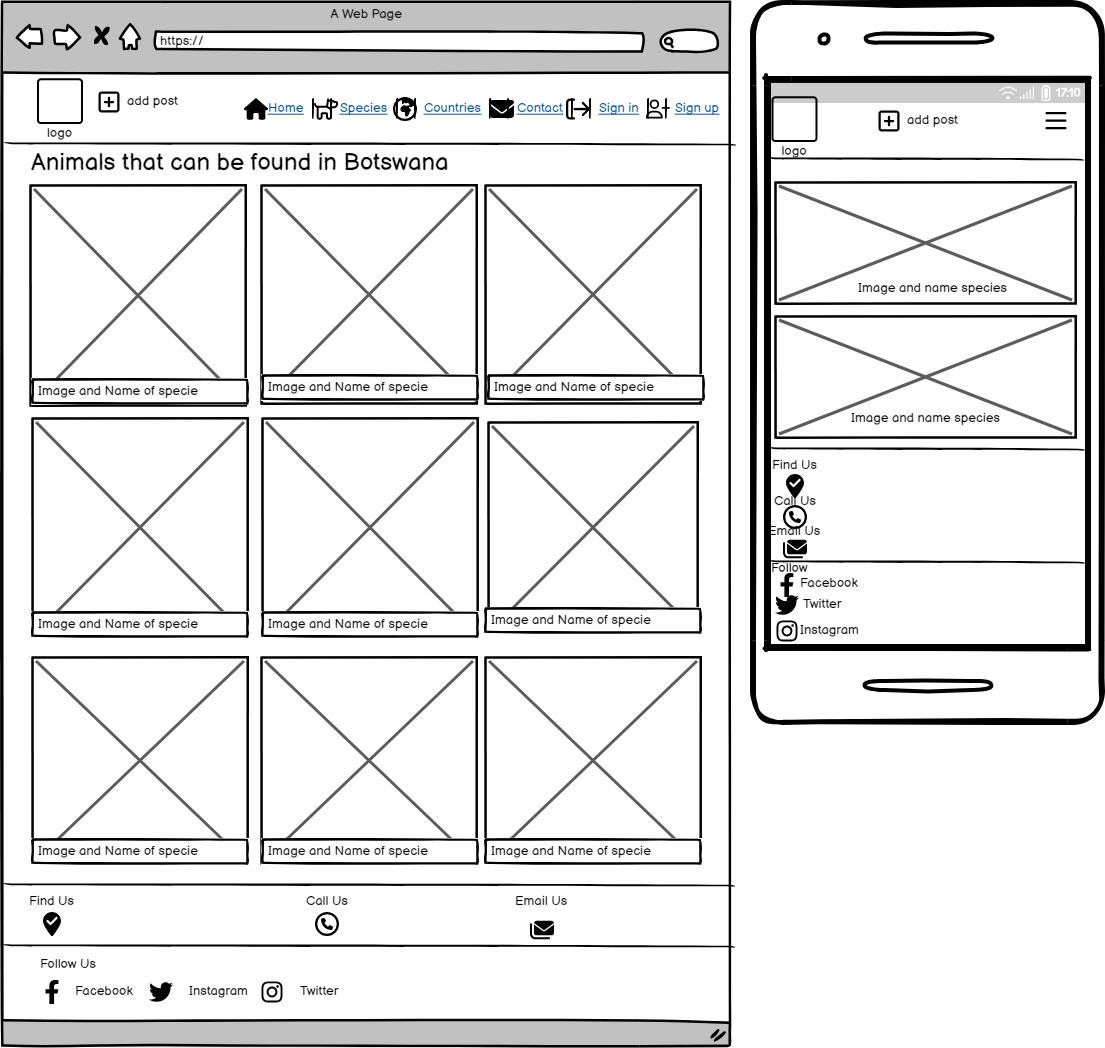 A Web Page
https://
add post
Home Species Countries Contact Sign in Sign up
logo
Animals that can be found in Botswana
Image and Name of specie
Image and Name of specie
Image and Name of specie
Image and Name of specie
Image and Name of specie
Image and Name of specie
Image and Name of specie
Image and Name of specie
Image and Name of specie
Find Us
Call Us
Email Us
Follow Us
Facebook
Instagram
Twitter
17:10
add post
logo
Image and name species
Image and name species
Find Us
Call Us
Email Us
Follow
Facebook
Twitter
Instagram